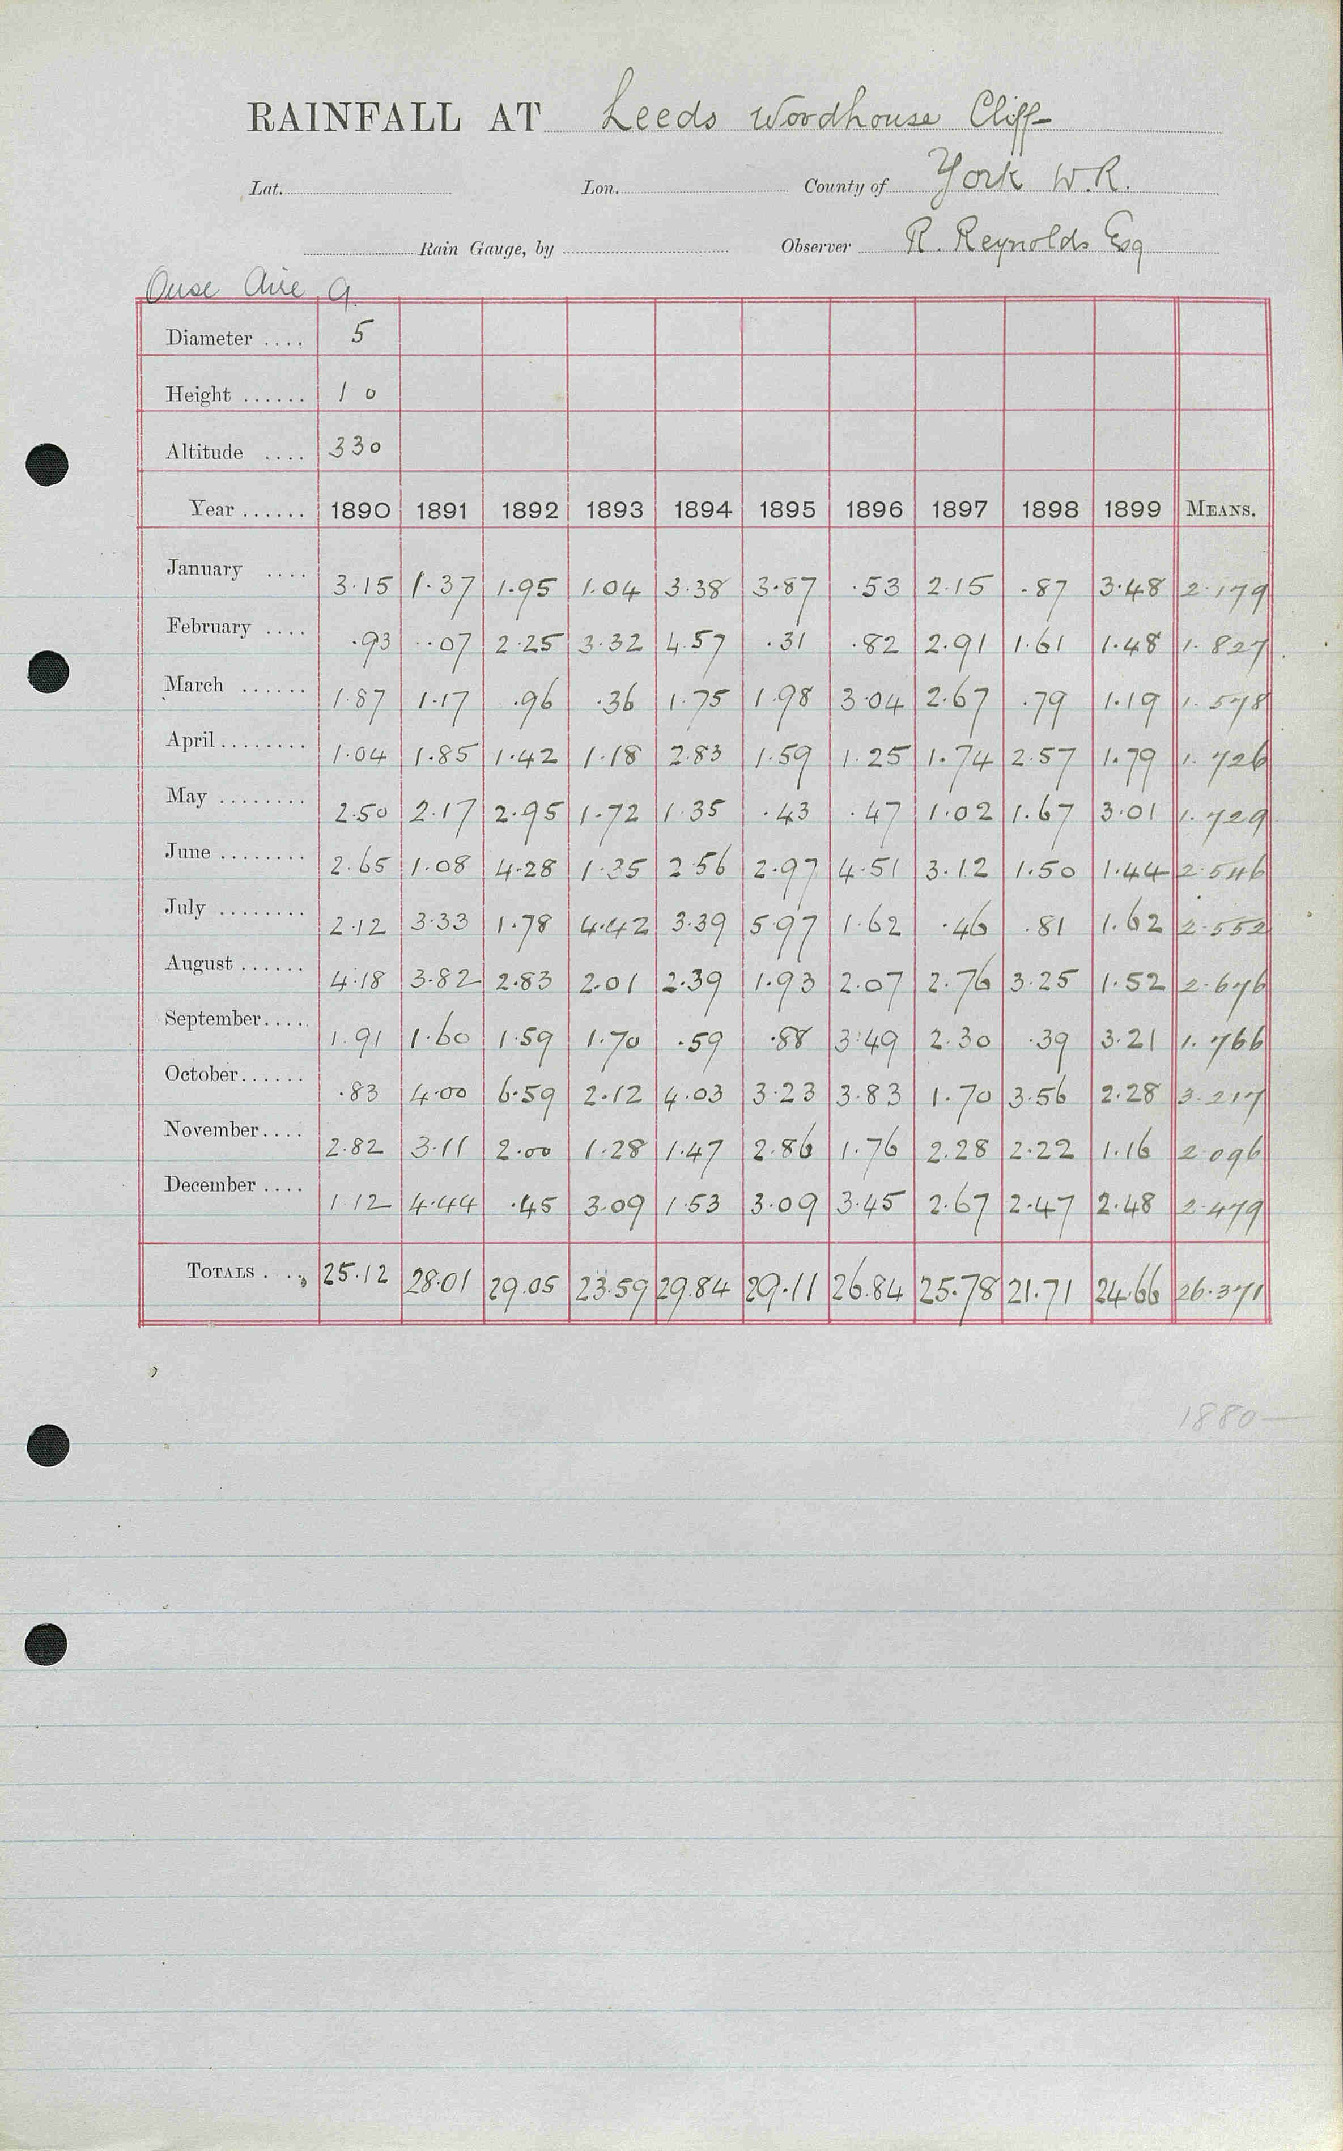 RAINFALL AT Leeds Woodhouse Cliff
Lat. Lon. County of York W.R.
Rain Gauge, by Observer R. Reynolds Esq
Ouse Aire 9.
Diameter .... 5
Height ...... 1 0
Altitude .... 330
Year ...... 1890 1891 1892 1893 1894 1895 1896 1897 1898 1899 MEANS.
January .... 3.15 1.37 1.95 1.04 3.38 3.87 .53 2.15 .87 3.48 2.179
February .... .93 .07 2.25 3.32 4.57 .31 .82 2.91 1.61 1.48 1.827
March ...... 1.87 1.17 .96 .36 1.75 1.98 3.04 2.67 .79 1.19 1.578
April ........ 1.04 1.85 1.42 1.18 2.83 1.59 1.25 1.74 2.57 1.79 1.726
May ........ 2.50 2.17 2.95 1.72 1.35 .43 .47 1.02 1.67 3.01 1.729
June ........ 2.65 1.08 4.28 1.35 2.56 2.97 4.51 3.12 1.50 1.44 2.546
July ........ 2.12 3.33 1.78 4.42 3.39 5.97 1.62 .46 .81 1.62 2.552
August ...... 4.18 3.82 2.83 2.01 2.39 1.93 2.07 2.76 3.25 1.52 2.676
September.... 1.91 1.60 1.59 1.70 .59 .88 3.49 2.30 .39 3.21 1.766
October...... .83 4.00 6.59 2.12 4.03 3.23 3.83 1.70 3.56 2.28 3.217
November.... 2.82 3.11 2.00 1.28 1.47 2.86 1.76 2.28 2.22 1.16 2.096
December .... 1.12 4.44 .45 3.09 1.53 3.09 3.45 2.67 2.47 2.48 2.479
TOTALS .... 25.12 28.01 29.05 23.59 29.84 29.11 26.84 25.78 21.71 24.66 26.371
1880—